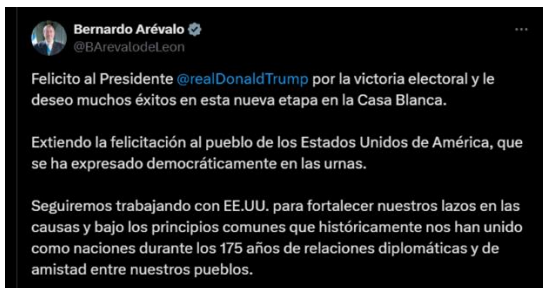 Bernardo Arévalo
@BArevalodeLeon
Felicito al Presidente @realDonaldTrump por la victoria electoral y le
deseo muchos éxitos en esta nueva etapa en la Casa Blanca.
Extiendo la felicitación al pueblo de los Estados Unidos de América, que
se ha expresado democráticamente en las urnas.
Seguiremos trabajando con EE.UU. para fortalecer nuestros lazos en las
causas y bajo los principios comunes que históricamente nos han unido
como naciones durante los 175 años de relaciones diplomáticas y de
amistad entre nuestros pueblos.